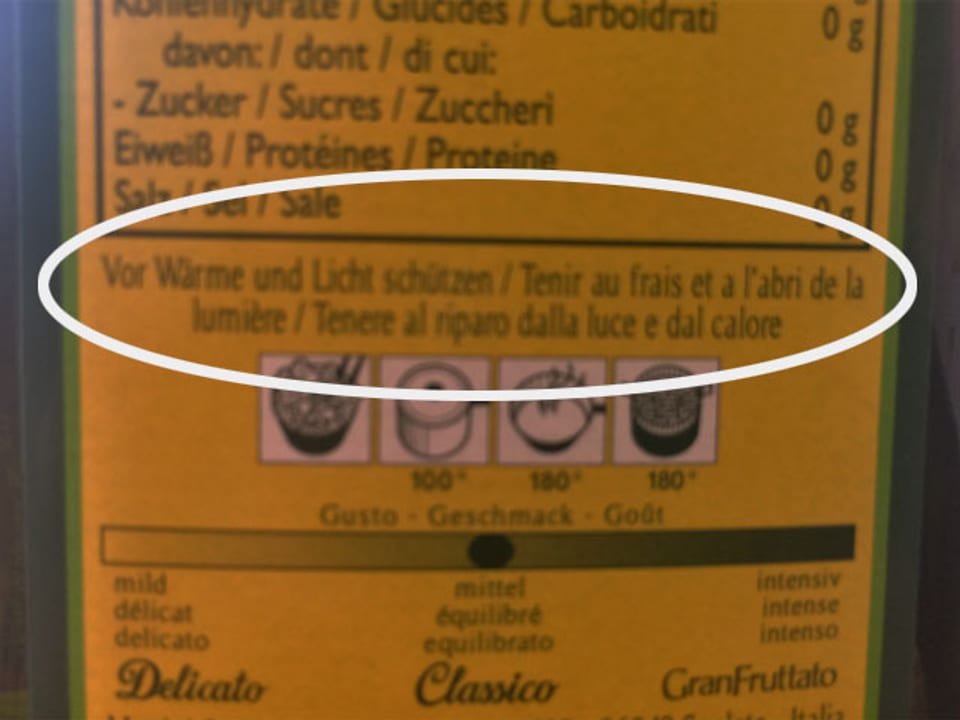 Kohlenhydrate / Glucides / Carboidrati 0 g
davon: / dont / di cui:
- Zucker / Sucres / Zuccheri 0 g
Eiweiß / Protéines / Proteine 0 g
Salz / Sel / Sale 0 g
Vor Wärme und Licht schützen / Tenir au frais et a l'abri de la
lumière / Tenere al riparo dalla luce e dal calore
100° 180° 180°
Gusto - Geschmack - Goût
mild mittel intensiv
délicat équilibré intense
delicato equilibrato intenso
Delicato Classico GranFruttato